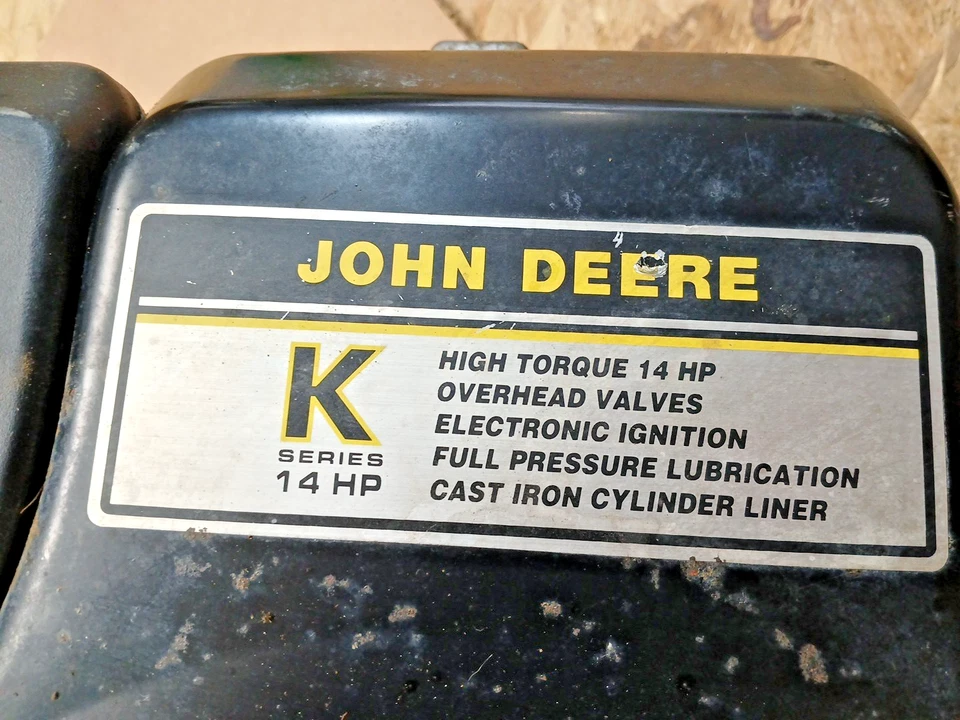 JOHN DEERE
K
SERIES
14 HP
HIGH TORQUE 14 HP
OVERHEAD VALVES
ELECTRONIC IGNITION
FULL PRESSURE LUBRICATION
CAST IRON CYLINDER LINER